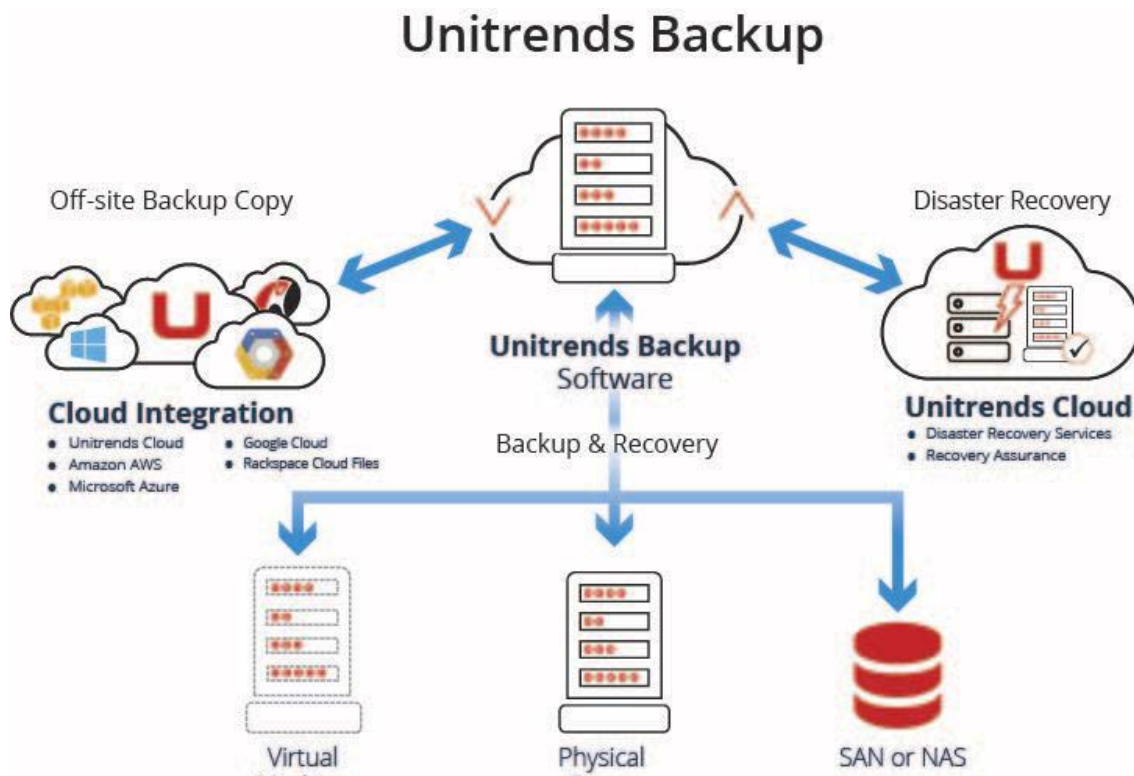 Unitrends Backup
Off-site Backup Copy
Disaster Recovery
Unitrends Backup
Software
Cloud Integration
• Unitrends Cloud
• Amazon AWS
• Microsoft Azure
• Google Cloud
• Rackspace Cloud Files
Unitrends Cloud
• Disaster Recovery Services
• Recovery Assurance
Backup & Recovery
Virtual
Physical
SAN or NAS